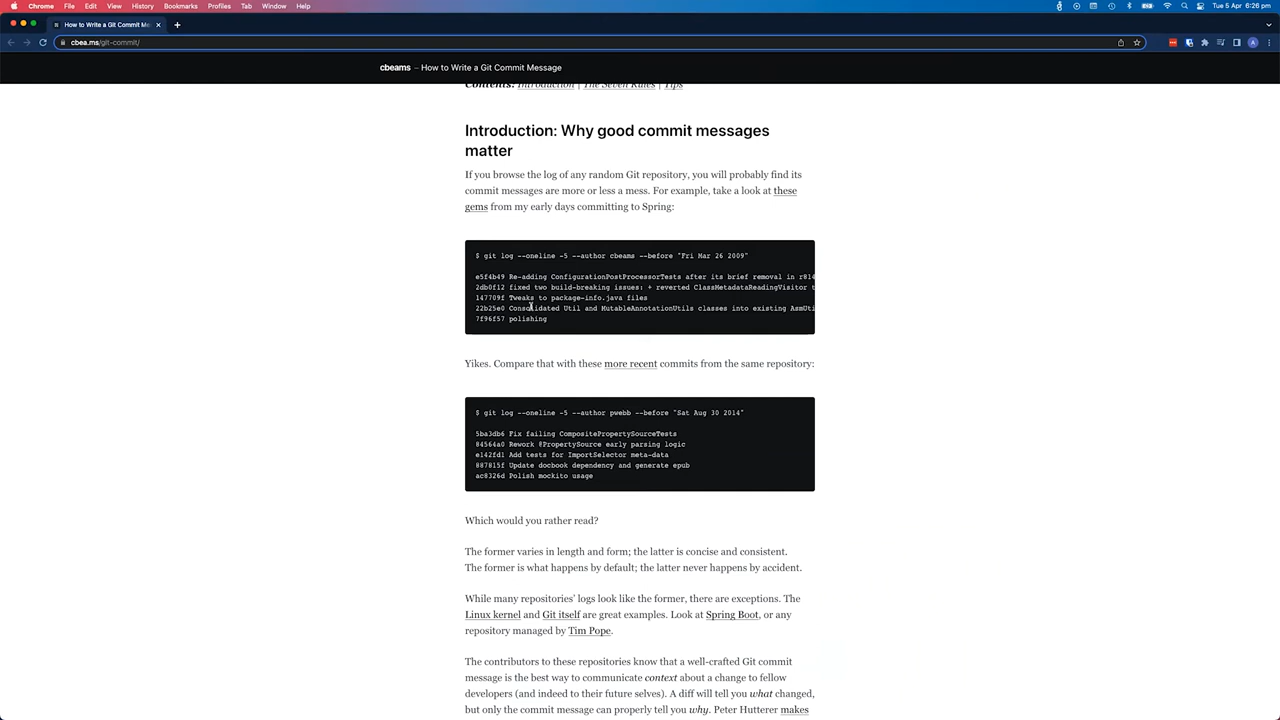 Chrome File Edit View History Bookmarks Profiles Tab Window Help Tue 5 Apr 6:26 pm
How to Write a Git Commit Me
cbea.ms/git-commit/
A
cbeams – How to Write a Git Commit Message
Contents: Introduction | The Seven Rules | Tips
Introduction: Why good commit messages
matter
If you browse the log of any random Git repository, you will probably find its
commit messages are more or less a mess. For example, take a look at these
gems from my early days committing to Spring:
$ git log --oneline -5 --author cbeams --before "Fri Mar 26 2009"
e5f4b49 Re-adding ConfigurationPostProcessorTests after its brief removal in r814
2db0f12 fixed two build-breaking issues: + reverted ClassMetadataReadingVisitor t
147709f Tweaks to package-info.java files
22b25e0 Consolidated Util and MutableAnnotationUtils classes into existing AsmUti
7f96f57 polishing
Yikes. Compare that with these more recent commits from the same repository:
$ git log --oneline -5 --author pwebb --before "Sat Aug 30 2014"
5ba3db6 Fix failing CompositePropertySourceTests
84564a0 Rework @PropertySource early parsing logic
e142fd1 Add tests for ImportSelector meta-data
887815f Update docbook dependency and generate epub
ac8326d Polish mockito usage
Which would you rather read?
The former varies in length and form; the latter is concise and consistent.
The former is what happens by default; the latter never happens by accident.
While many repositories' logs look like the former, there are exceptions. The
Linux kernel and Git itself are great examples. Look at Spring Boot, or any
repository managed by Tim Pope.
The contributors to these repositories know that a well-crafted Git commit
message is the best way to communicate context about a change to fellow
developers (and indeed to their future selves). A diff will tell you what changed,
but only the commit message can properly tell you why. Peter Hutterer makes